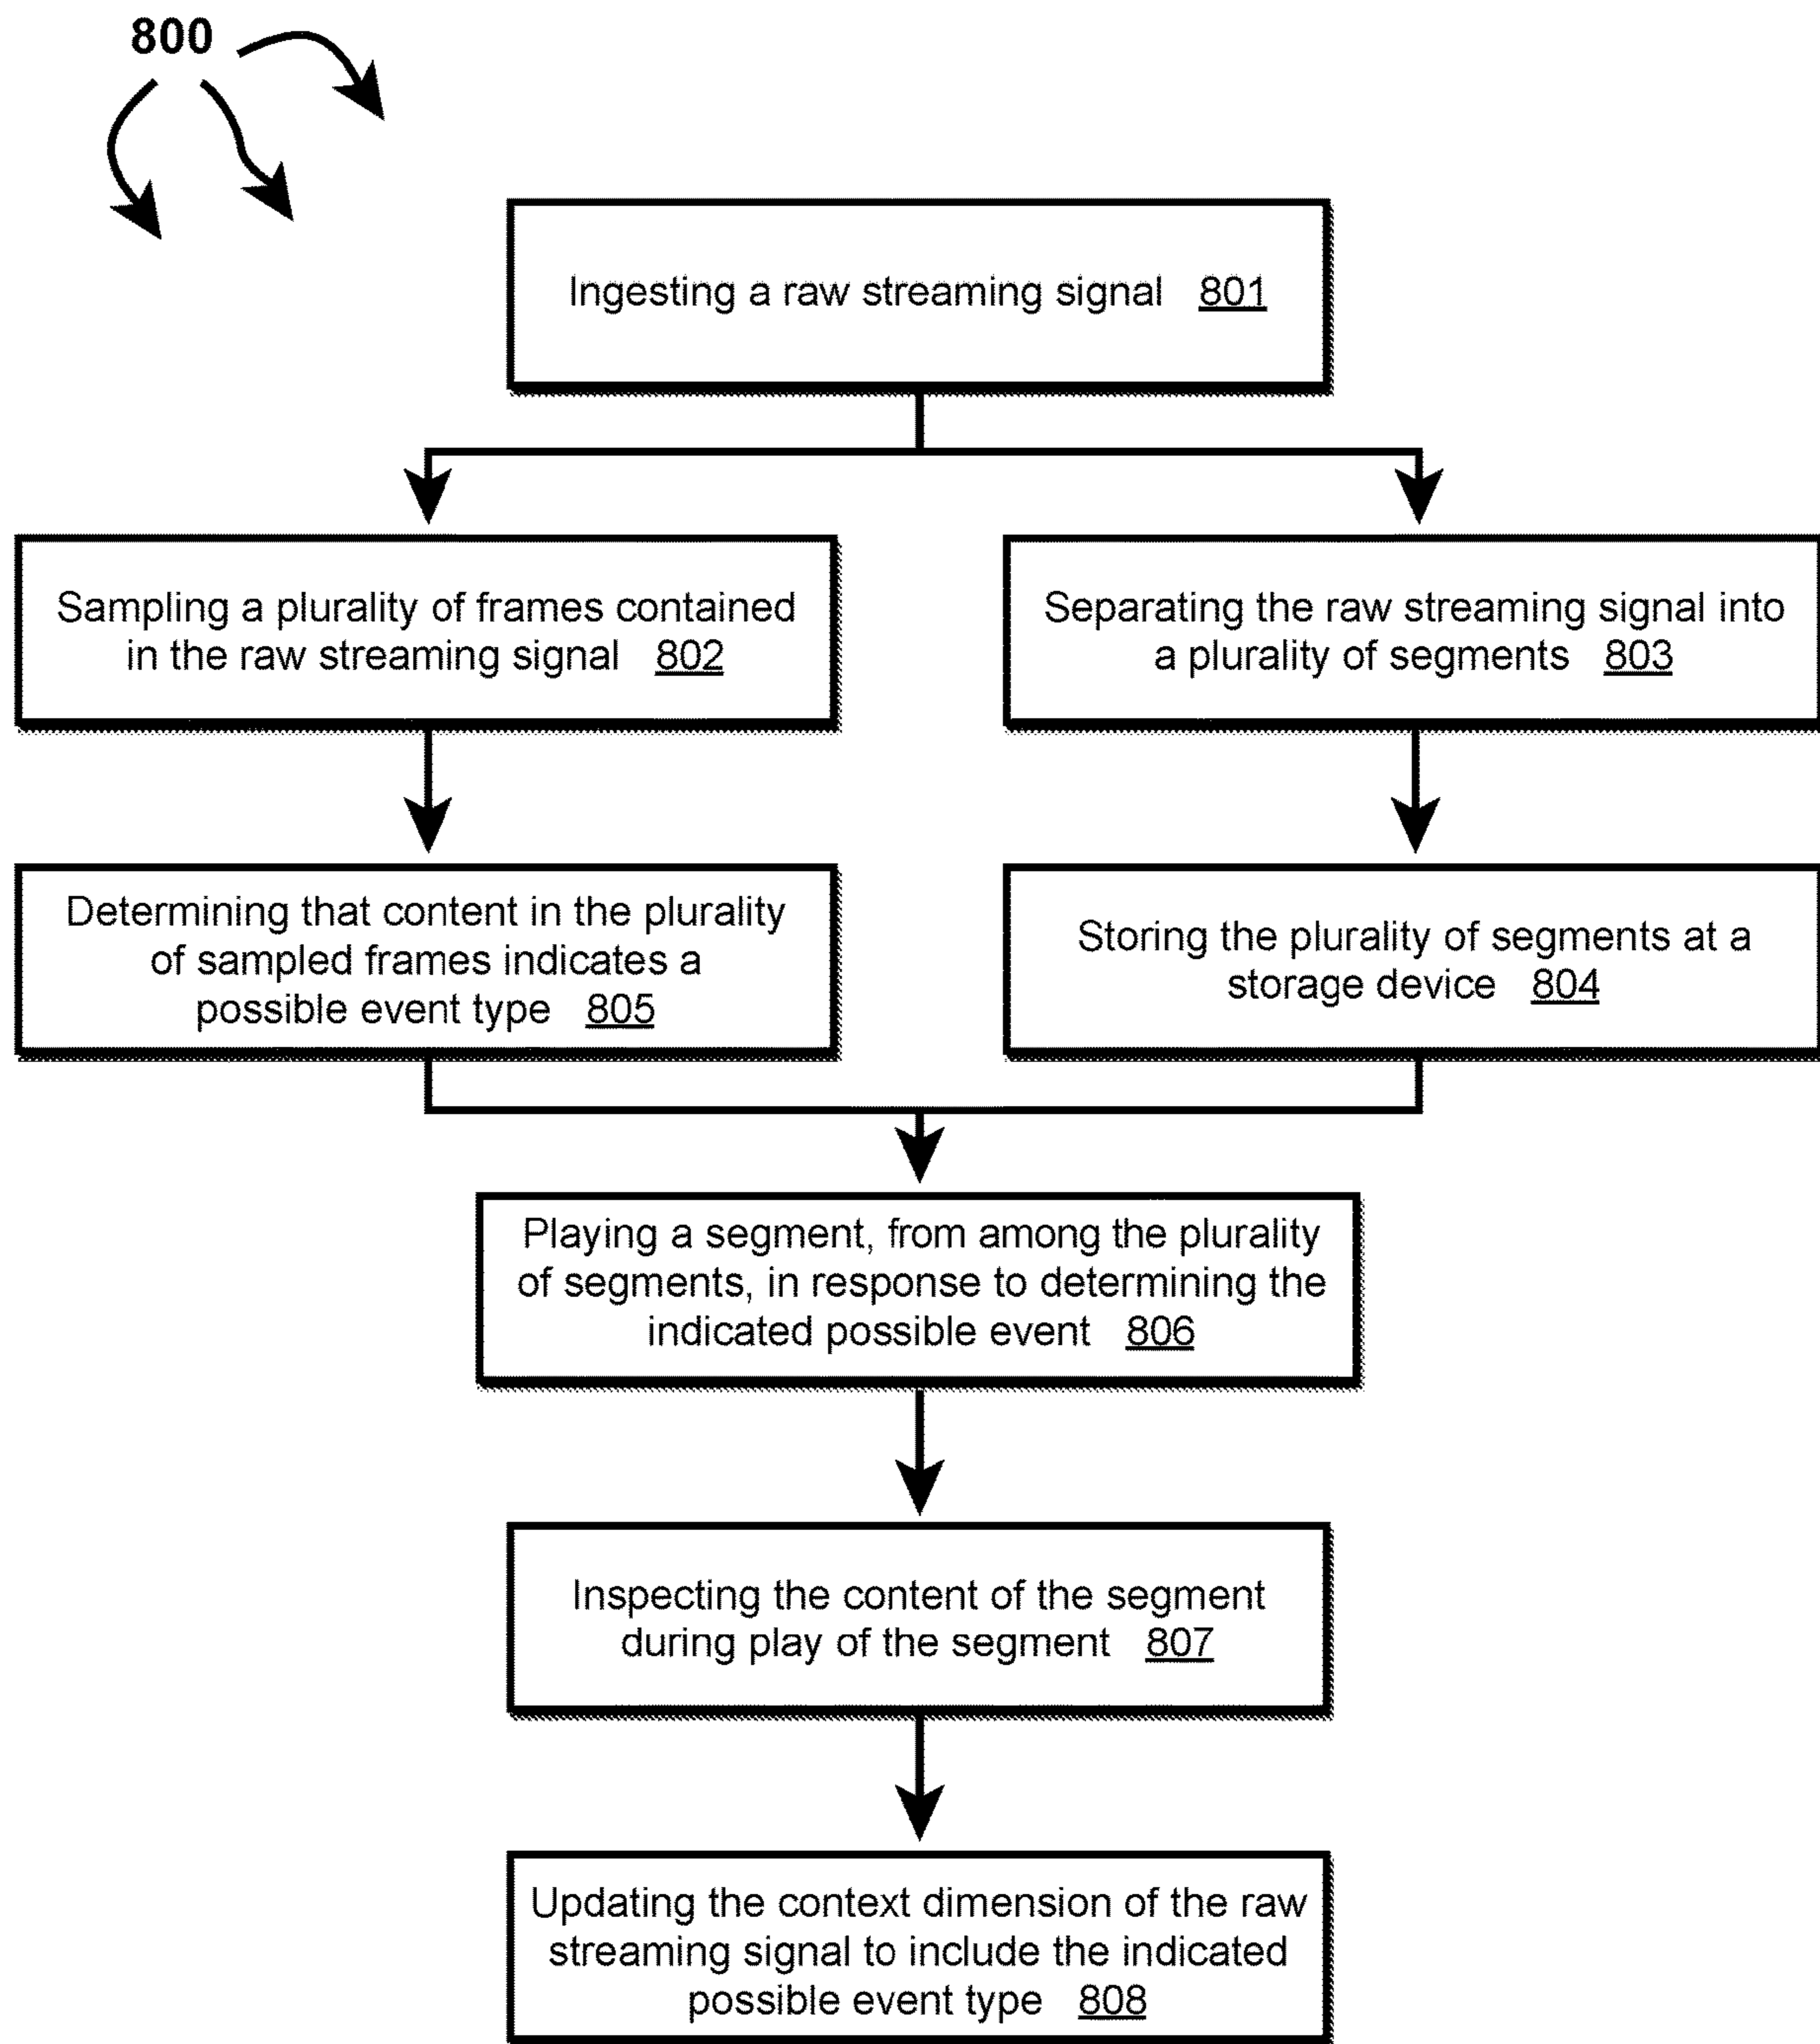 800
Ingesting a raw streaming signal 801
Sampling a plurality of frames contained
in the raw streaming signal 802
Separating the raw streaming signal into
a plurality of segments 803
Determining that content in the plurality
of sampled frames indicates a
possible event type 805
Storing the plurality of segments at a
storage device 804
Playing a segment, from among the plurality
of segments, in response to determining the
indicated possible event 806
Inspecting the content of the segment
during play of the segment 807
Updating the context dimension of the raw
streaming signal to include the indicated
possible event type 808